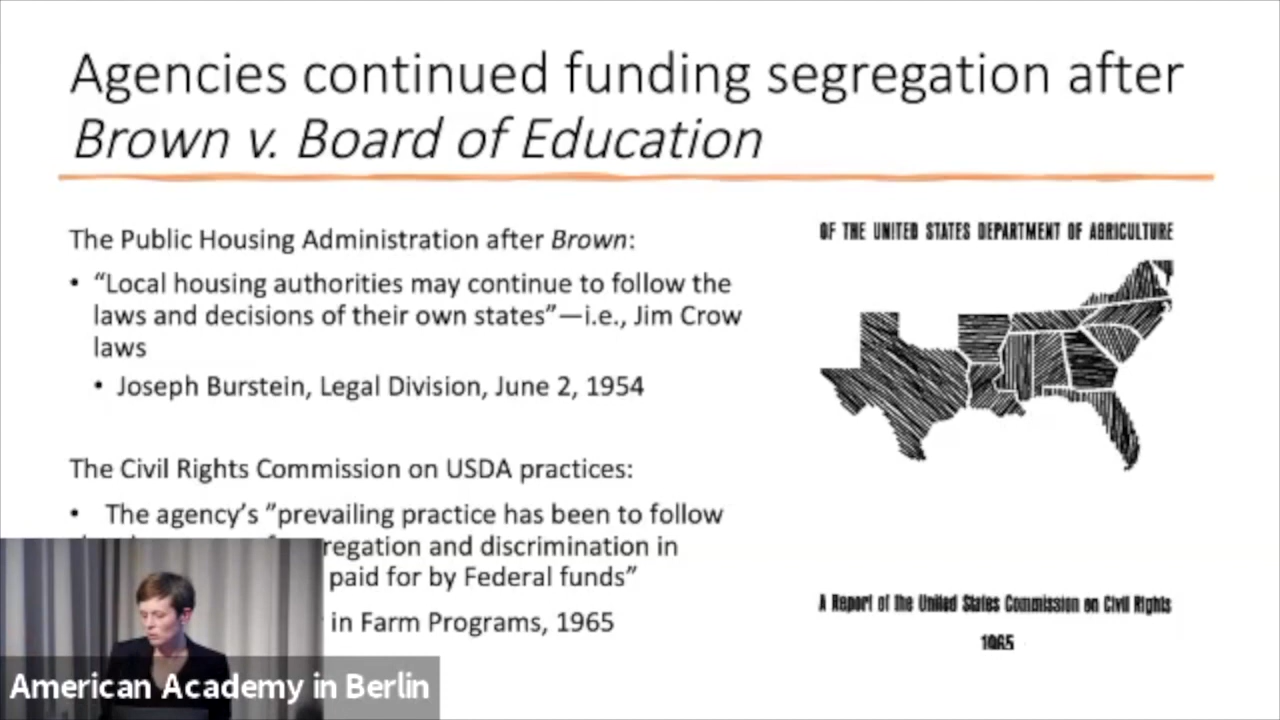 Agencies continued funding segregation after
Brown v. Board of Education
The Public Housing Administration after Brown:
• “Local housing authorities may continue to follow the
laws and decisions of their own states”—i.e., Jim Crow
laws
• Joseph Burstein, Legal Division, June 2, 1954
The Civil Rights Commission on USDA practices:
• The agency’s ”prevailing practice has been to follow
regation and discrimination in
paid for by Federal funds”
in Farm Programs, 1965
OF THE UNITED STATES DEPARTMENT OF AGRICULTURE
A Report of the United States Commission on Civil Rights
1965
American Academy in Berlin